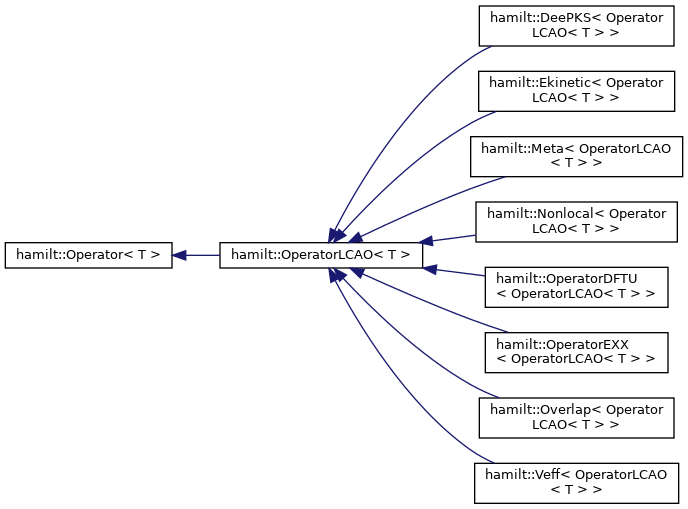 hamilt::DeePKS< Operator
LCAO< T > >
hamilt::Ekinetic< Operator
LCAO< T > >
hamilt::Meta< OperatorLCAO
< T > >
hamilt::Nonlocal< Operator
LCAO< T > >
hamilt::Operator< T >
hamilt::OperatorLCAO< T >
hamilt::OperatorDFTU
< OperatorLCAO< T > >
hamilt::OperatorEXX
< OperatorLCAO< T > >
hamilt::Overlap< Operator
LCAO< T > >
hamilt::Veff< OperatorLCAO
< T > >